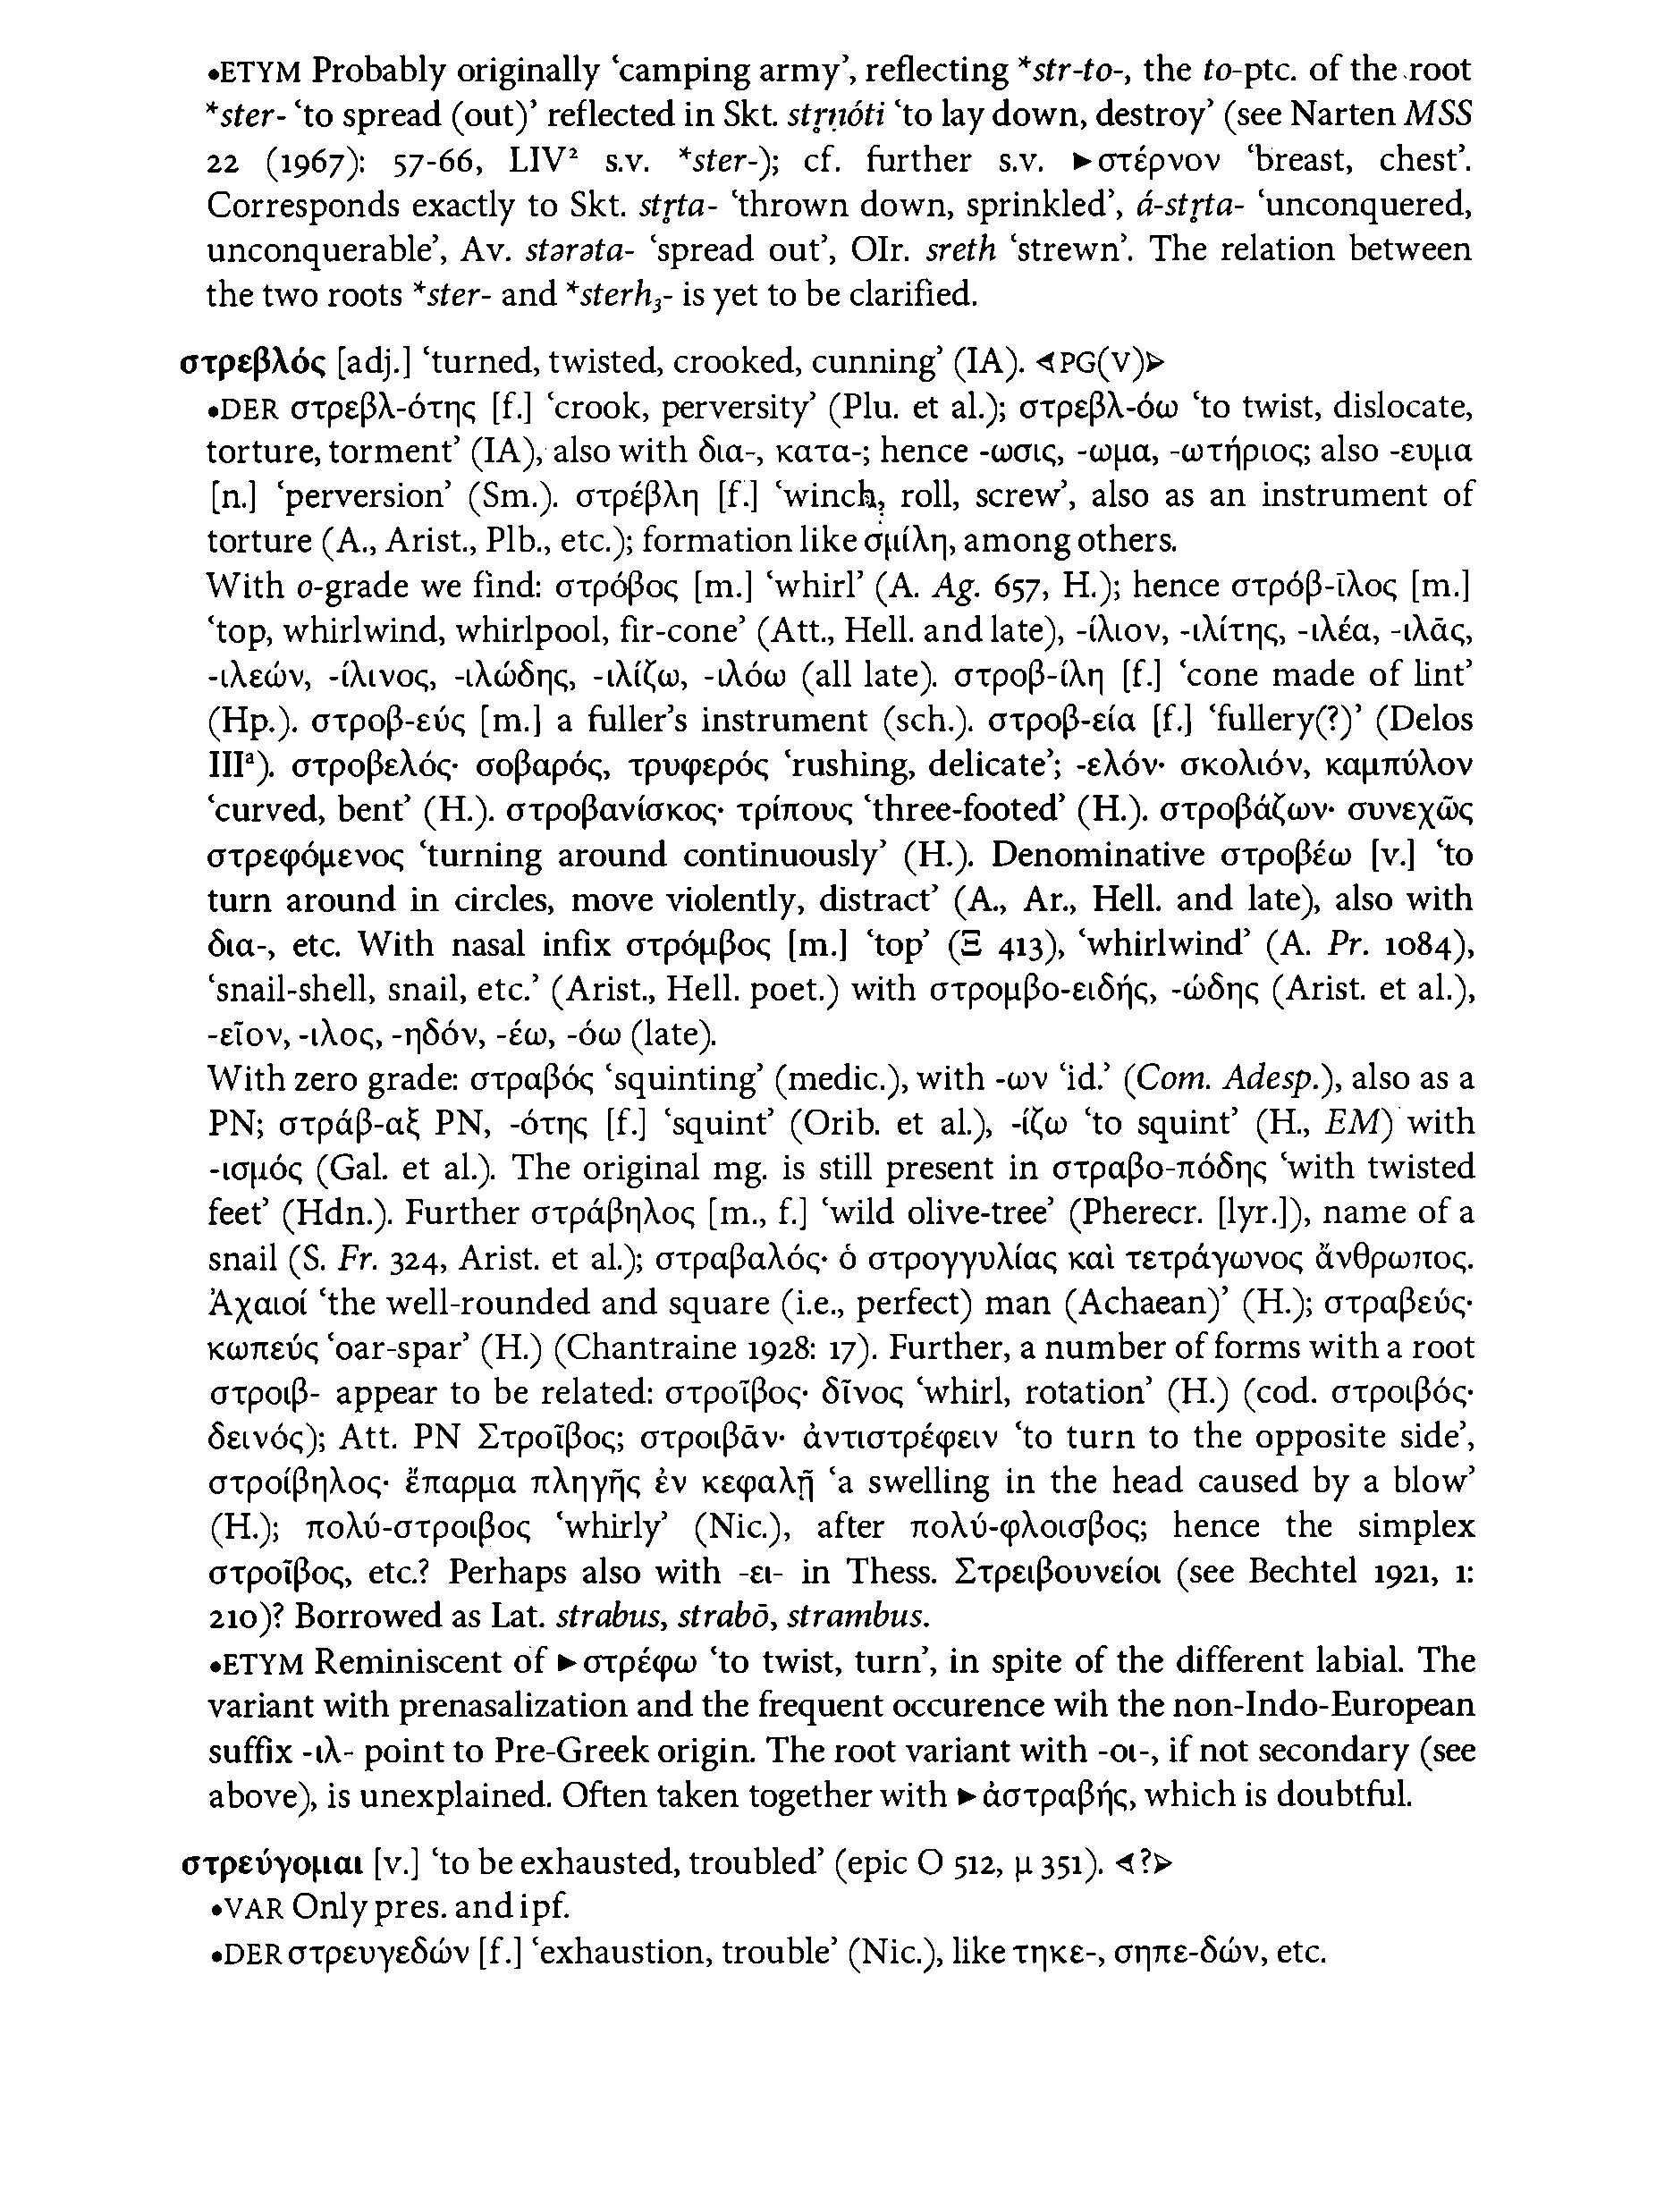 •ETYM Probably originally ‘camping army’, reflecting *str-to-, the to-ptc. of the root
*ster- ‘to spread (out)’ reflected in Skt. stṛṇóti ‘to lay down, destroy’ (see Narten MSS
22 (1967): 57-66, LIV² s.v. *ster-); cf. further s.v. ►στέρνον ‘breast, chest’.
Corresponds exactly to Skt. stṛta- ‘thrown down, sprinkled’, á-stṛta- ‘unconquered,
unconquerable’, Av. stərəta- ‘spread out’, OIr. sreth ‘strewn’. The relation between
the two roots *ster- and *sterh₃- is yet to be clarified.
στρεβλός [adj.] ‘turned, twisted, crooked, cunning’ (IA). ⊲PG(V)⊳
•DER στρεβλ-ότης [f.] ‘crook, perversity’ (Plu. et al.); στρεβλ-όω ‘to twist, dislocate,
torture, torment’ (IA), also with δια-, κατα-; hence -ωσις, -ωμα, -ωτήριος; also -ευμα
[n.] ‘perversion’ (Sm.). στρέβλη [f.] ‘winch, roll, screw’, also as an instrument of
torture (A., Arist., Plb., etc.); formation like σμίλη, among others.
With o-grade we find: στρόβος [m.] ‘whirl’ (A. Ag. 657, H.); hence στρόβ-ῑλος [m.]
‘top, whirlwind, whirlpool, fir-cone’ (Att., Hell. and late), -ίλιον, -ιλίτης, -ιλέα, -ιλᾶς,
-ιλεών, -ίλινος, -ιλώδης, -ιλίζω, -ιλόω (all late). στροβ-ίλη [f.] ‘cone made of lint’
(Hp.). στροβ-εύς [m.] a fuller’s instrument (sch.). στροβ-εία [f.] ‘fullery(?)’ (Delos
IIIᵃ). στροβελός· σοβαρός, τρυφερός ‘rushing, delicate’; -ελόν· σκολιόν, καμπύλον
‘curved, bent’ (H.). στροβανίσκος· τρίπους ‘three-footed’ (H.). στροβάζων· συνεχῶς
στρεφόμενος ‘turning around continuously’ (H.). Denominative στροβέω [v.] ‘to
turn around in circles, move violently, distract’ (A., Ar., Hell. and late), also with
δια-, etc. With nasal infix στρόμβος [m.] ‘top’ (Ξ 413), ‘whirlwind’ (A. Pr. 1084),
‘snail-shell, snail, etc.’ (Arist., Hell. poet.) with στρομβο-ειδής, -ώδης (Arist. et al.),
-εῖον, -ιλος, -ηδόν, -έω, -όω (late).
With zero grade: στραβός ‘squinting’ (medic.), with -ων ‘id.’ (Com. Adesp.), also as a
PN; στράβ-αξ PN, -ότης [f.] ‘squint’ (Orib. et al.), -ίζω ‘to squint’ (H., EM) with
-ισμός (Gal. et al.). The original mg. is still present in στραβο-πόδης ‘with twisted
feet’ (Hdn.). Further στράβηλος [m., f.] ‘wild olive-tree’ (Pherecr. [lyr.]), name of a
snail (S. Fr. 324, Arist. et al.); στραβαλός· ὁ στρογγυλίας καὶ τετράγωνος ἄνθρωπος.
Ἀχαιοί ‘the well-rounded and square (i.e., perfect) man (Achaean)’ (H.); στραβεύς·
κωπεύς ‘oar-spar’ (H.) (Chantraine 1928: 17). Further, a number of forms with a root
στροιβ- appear to be related: στροῖβος· δῖνος ‘whirl, rotation’ (H.) (cod. στροιβός·
δεινός); Att. PN Στροῖβος; στροιβᾶν· ἀντιστρέφειν ‘to turn to the opposite side’,
στροίβηλος· ἔπαρμα πληγῆς ἐν κεφαλῇ ‘a swelling in the head caused by a blow’
(H.); πολύ-στροιβος ‘whirly’ (Nic.), after πολύ-φλοισβος; hence the simplex
στροῖβος, etc.? Perhaps also with -ει- in Thess. Στρειβουνείοι (see Bechtel 1921, 1:
210)? Borrowed as Lat. strabus, strabō, strambus.
•ETYM Reminiscent of ►στρέφω ‘to twist, turn’, in spite of the different labial. The
variant with prenasalization and the frequent occurence wih the non-Indo-European
suffix -ιλ- point to Pre-Greek origin. The root variant with -οι-, if not secondary (see
above), is unexplained. Often taken together with ►ἀστραβής, which is doubtful.
στρεύγομαι [v.] ‘to be exhausted, troubled’ (epic O 512, μ 351). ⊲?⊳
•VAR Only pres. and ipf.
•DER στρευγεδών [f.] ‘exhaustion, trouble’ (Nic.), like τηκε-, σηπε-δών, etc.